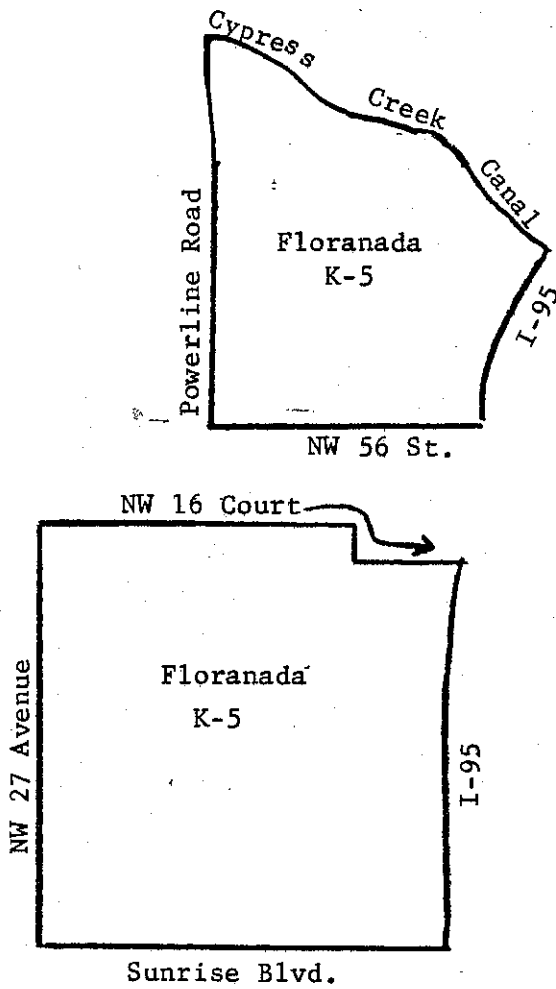 Cypress
Creek
Canal
Powerline Road
Floranada
K-5
I-95
NW 56 St.
NW 16 Court
NW 27 Avenue
Floranada
K-5
I-95
Sunrise Blvd.